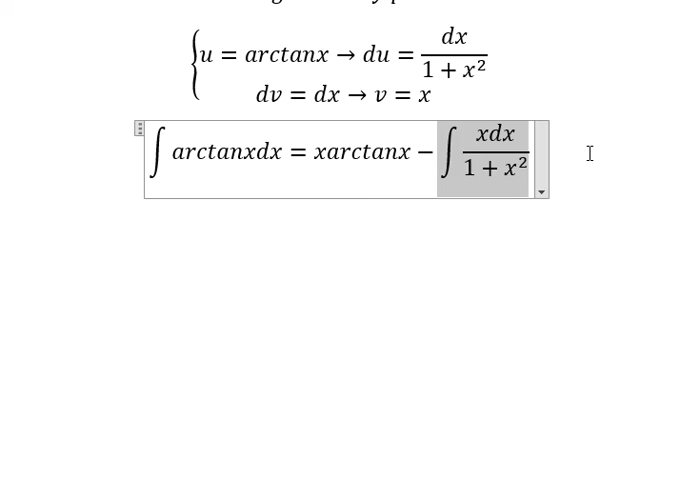 {u = arctanx → du = dx/(1 + x²)
dv = dx → v = x
∫ arctanxdx = xarctanx − ∫ xdx/(1 + x²)